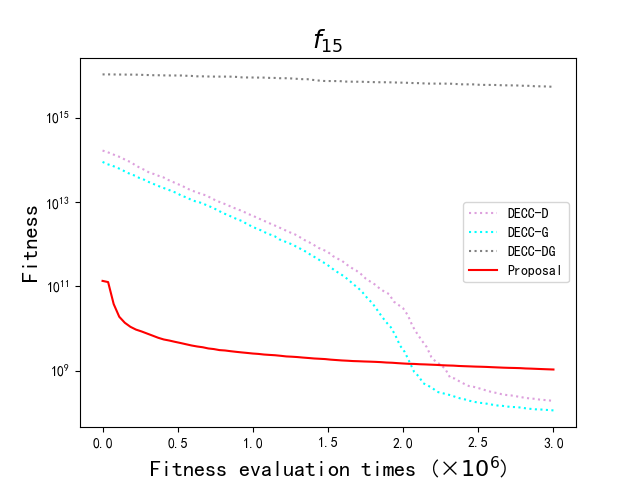 f15
10^15
10^13
10^11
10^9
Fitness
DECC-D
DECC-G
DECC-DG
Proposal
0.0 0.5 1.0 1.5 2.0 2.5 3.0
Fitness evaluation times (×10^6)